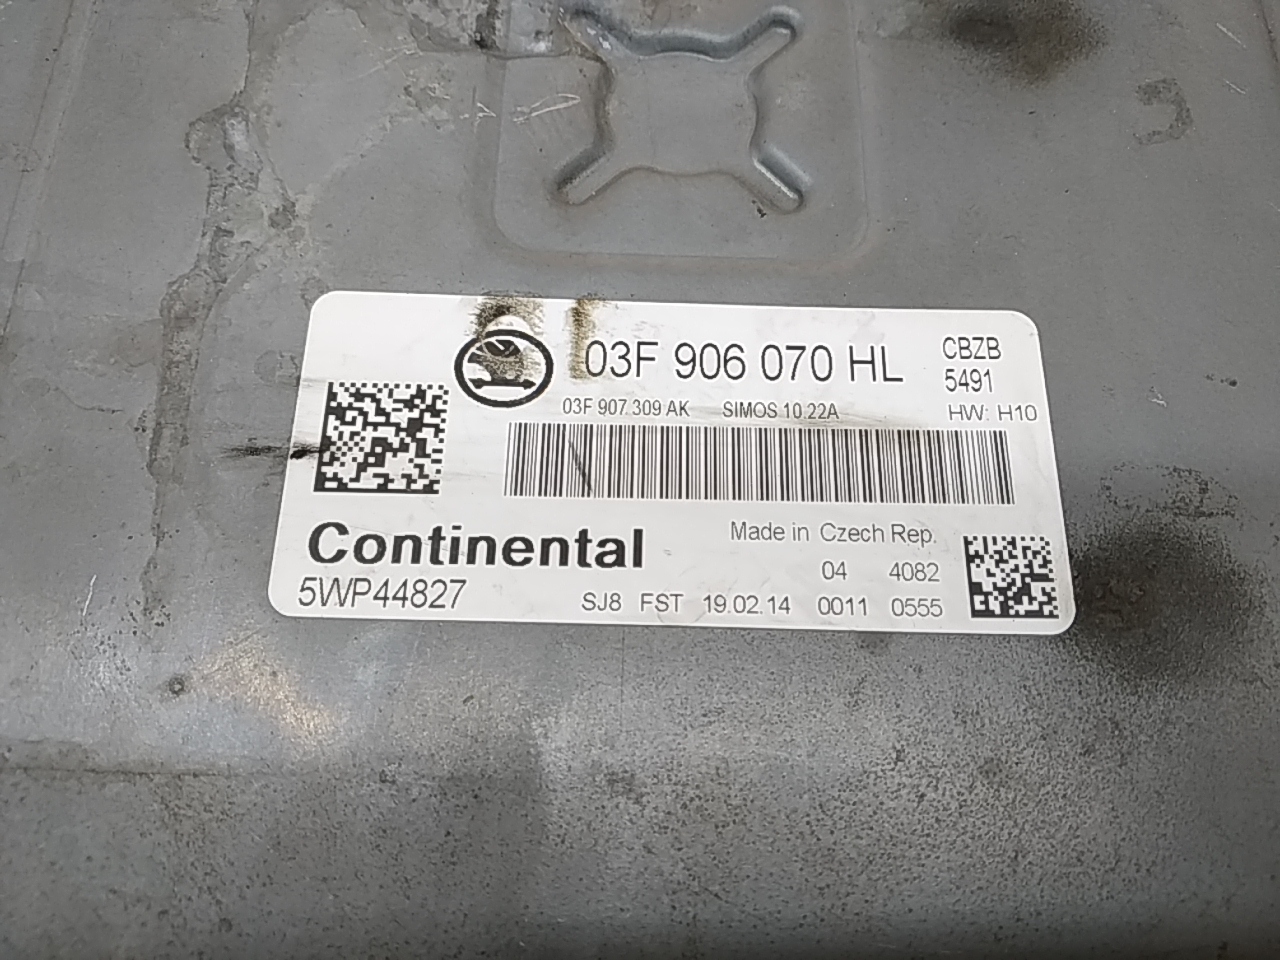 03F 906 070 HL
CBZB
5491
03F 907 309 AK SIMOS 10.22A
HW: H10
Continental
Made in Czech Rep.
04 4082
5WP44827
SJ8 FST 19.02.14 0011 0555